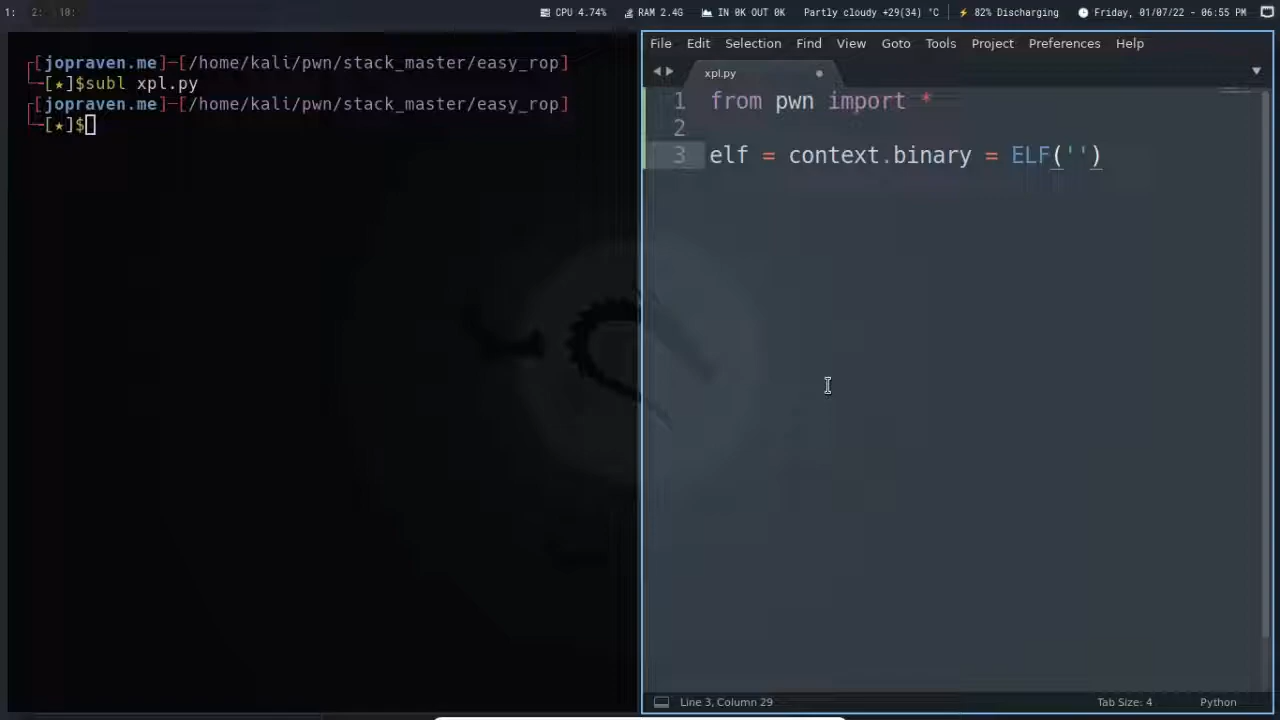 1: 2: 10: CPU 4.74% RAM 2.4G IN 0K OUT 0K Partly cloudy +29(34) °C 82% Discharging Friday, 01/07/22 - 06:55 PM
[jopraven.me]-[/home/kali/pwn/stack_master/easy_rop]
[★]$subl xpl.py
[jopraven.me]-[/home/kali/pwn/stack_master/easy_rop]
[★]$
File Edit Selection Find View Goto Tools Project Preferences Help
xpl.py
1 from pwn import *
2
3 elf = context.binary = ELF('')
Line 3, Column 29 Tab Size: 4 Python